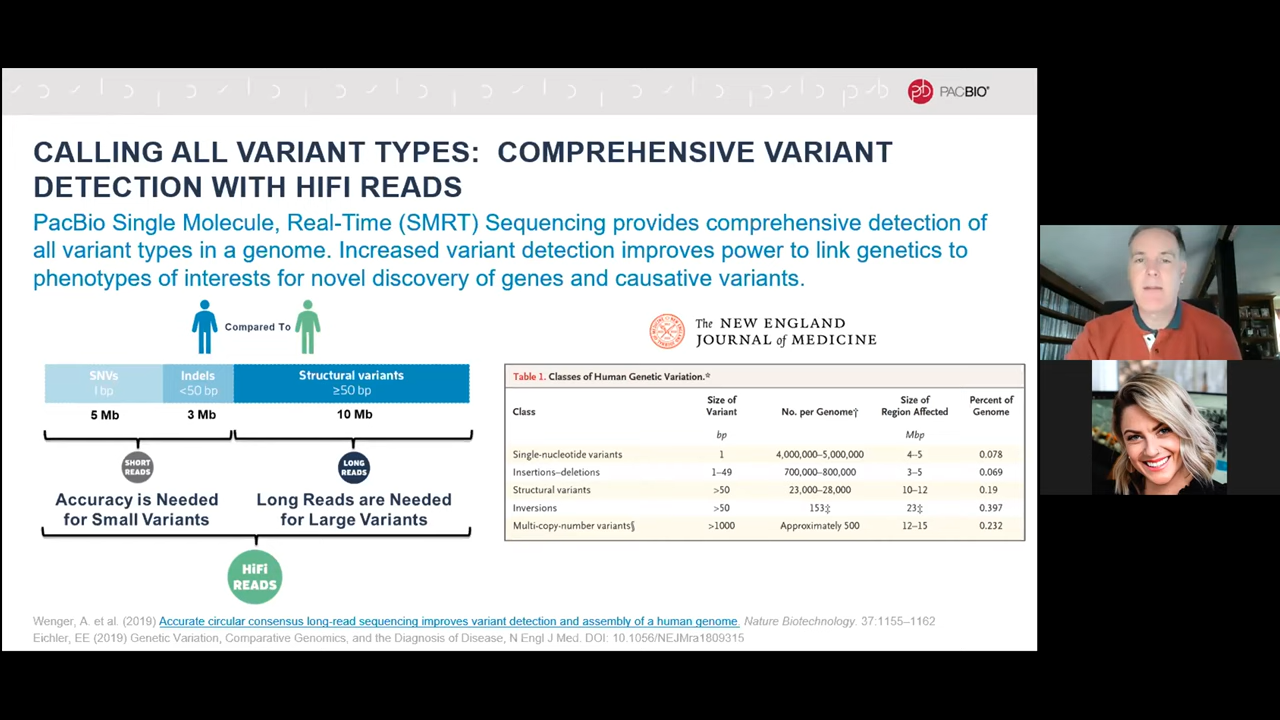 PACBIO®
CALLING ALL VARIANT TYPES: COMPREHENSIVE VARIANT
DETECTION WITH HIFI READS
PacBio Single Molecule, Real-Time (SMRT) Sequencing provides comprehensive detection of
all variant types in a genome. Increased variant detection improves power to link genetics to
phenotypes of interests for novel discovery of genes and causative variants.
Compared To
SNVs
1 bp
Indels
<50 bp
Structural variants
≥50 bp
5 Mb
3 Mb
10 Mb
SHORT
READS
LONG
READS
Accuracy is Needed
for Small Variants
Long Reads are Needed
for Large Variants
HiFi
READS
The NEW ENGLAND
JOURNAL of MEDICINE
Table 1. Classes of Human Genetic Variation.*
Class Size of Variant No. per Genome† Size of Region Affected Percent of Genome
bp Mbp
Single-nucleotide variants 1 4,000,000–5,000,000 4–5 0.078
Insertions–deletions 1–49 700,000–800,000 3–5 0.069
Structural variants >50 23,000–28,000 10–12 0.19
Inversions >50 153‡ 23‡ 0.397
Multi-copy-number variants§ >1000 Approximately 500 12–15 0.232
Wenger, A. et al. (2019) Accurate circular consensus long-read sequencing improves variant detection and assembly of a human genome. Nature Biotechnology. 37:1155–1162
Eichler, EE (2019) Genetic Variation, Comparative Genomics, and the Diagnosis of Disease, N Engl J Med. DOI: 10.1056/NEJMra1809315